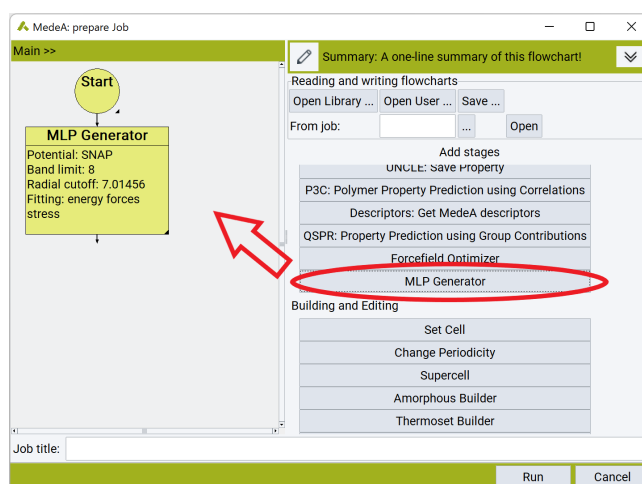 MedeA: prepare Job
Main >>
Start
MLP Generator
Potential: SNAP
Band limit: 8
Radial cutoff: 7.01456
Fitting: energy forces
stress
Summary: A one-line summary of this flowchart!
Reading and writing flowcharts
Open Library ... Open User ... Save ...
From job: ... Open
Add stages
UNCLE: Save Property
P3C: Polymer Property Prediction using Correlations
Descriptors: Get MedeA descriptors
QSPR: Property Prediction using Group Contributions
Forcefield Optimizer
MLP Generator
Building and Editing
Set Cell
Change Periodicity
Supercell
Amorphous Builder
Thermoset Builder
Job title:
Run Cancel